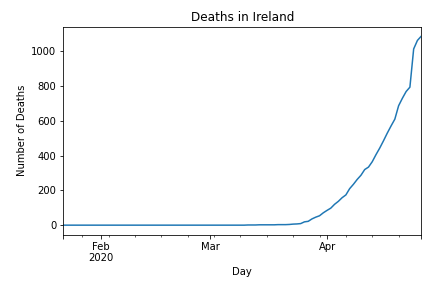 Deaths in Ireland
Number of Deaths
1000
800
600
400
200
0
Feb
2020
Mar
Apr
Day